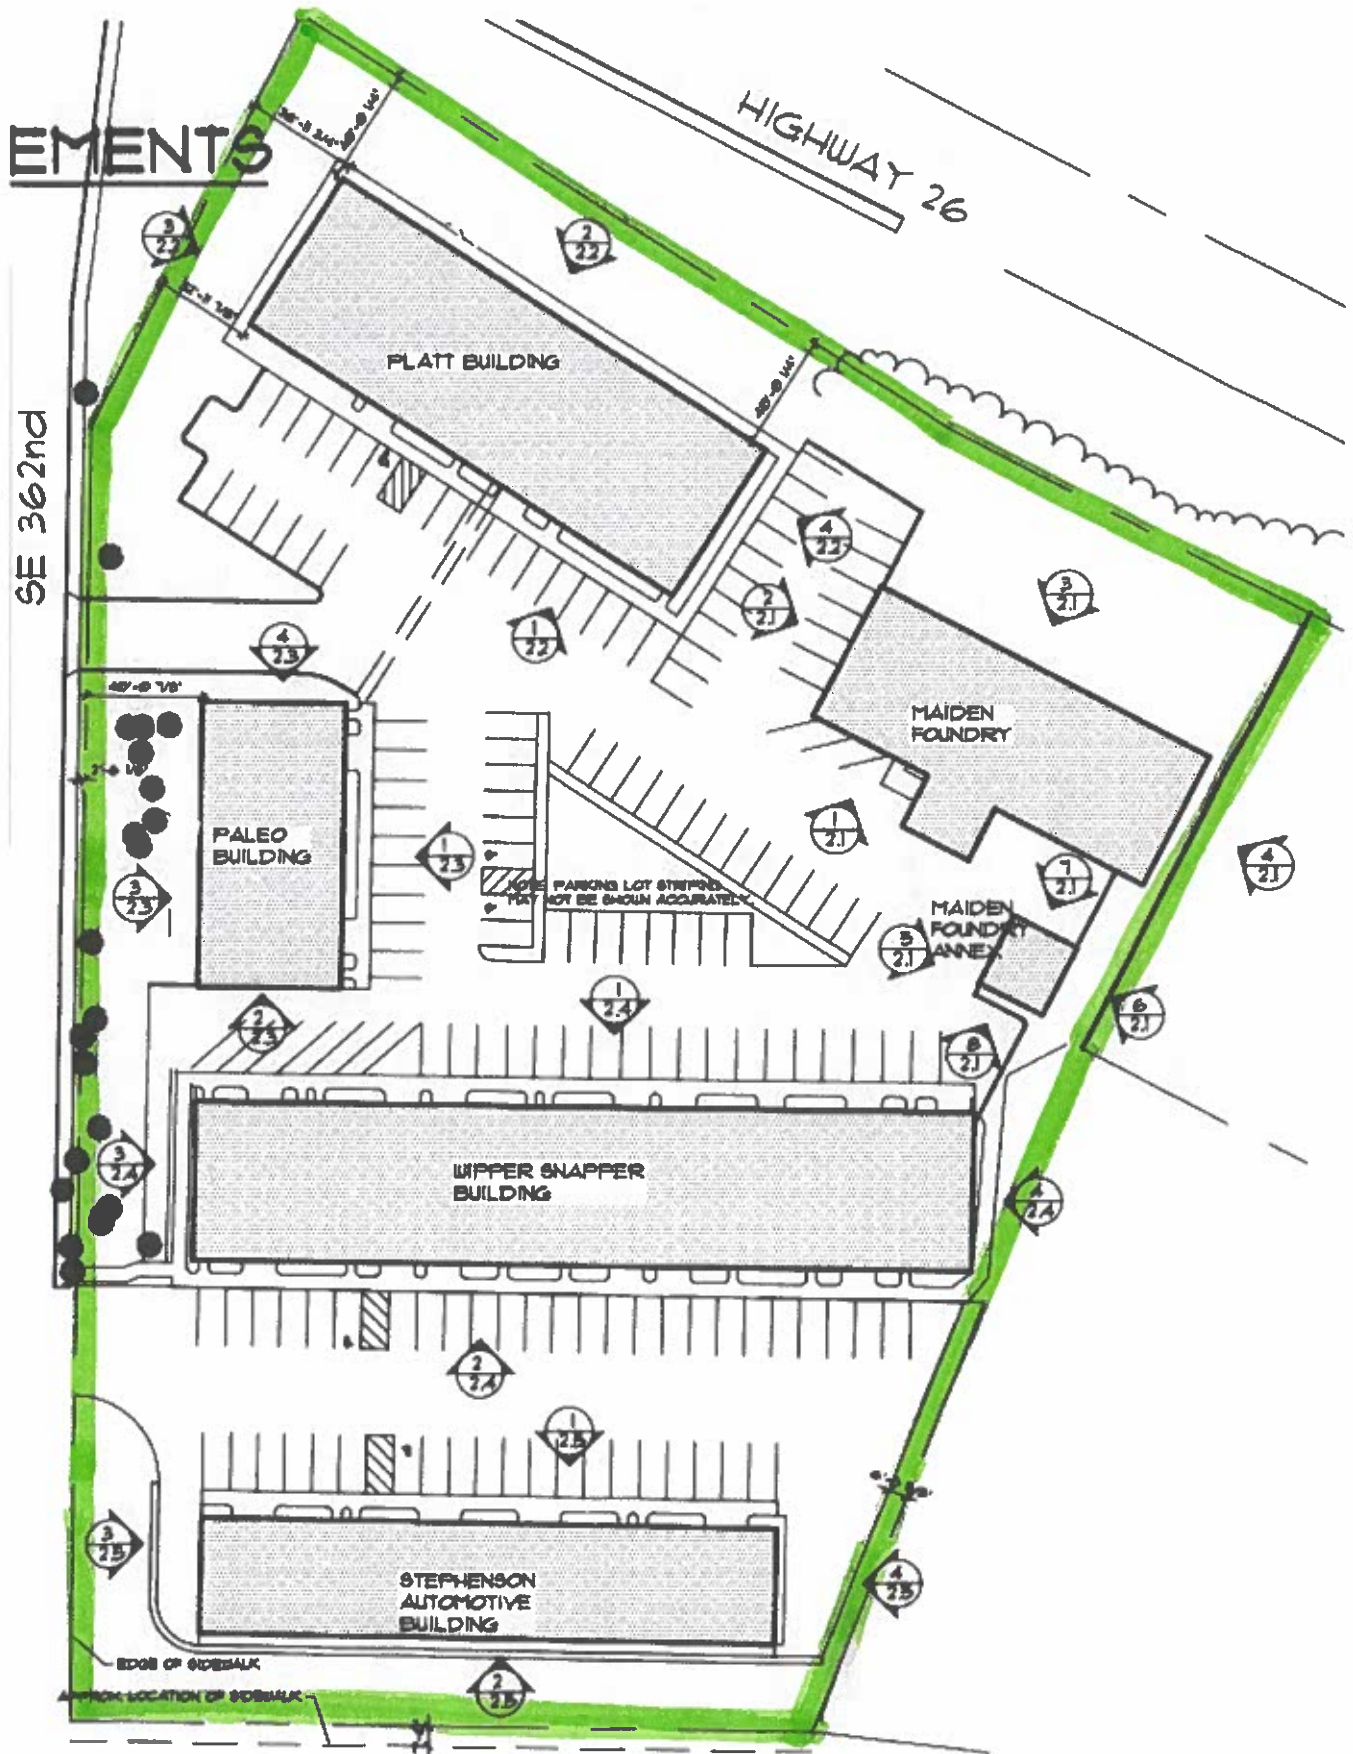 HIGHWAY 26
EMENTS
3
2.2
2
2.2
PLATT BUILDING
SE 362nd
4
2.2
2
2.1
3
2.1
1
2.2
4
2.3
MAIDEN
FOUNDRY
PALEO
BUILDING
1
2.3
1
2.1
4
2.1
7
2.1
3
2.3
NOTE: PARKING LOT STRIPING
MAY NOT BE SHOWN ACCURATELY.
MAIDEN
FOUNDRY
ANNEX
5
2.1
1
2.4
6
2.1
2
2.3
8
2.1
3
2.4
WIPPER SNAPPER
BUILDING
4
2.4
2
2.4
1
2.5
3
2.5
4
2.5
STEPHENSON
AUTOMOTIVE
BUILDING
EDGE OF SIDEWALK
2
2.5
APPROX LOCATION OF SIDEWALK